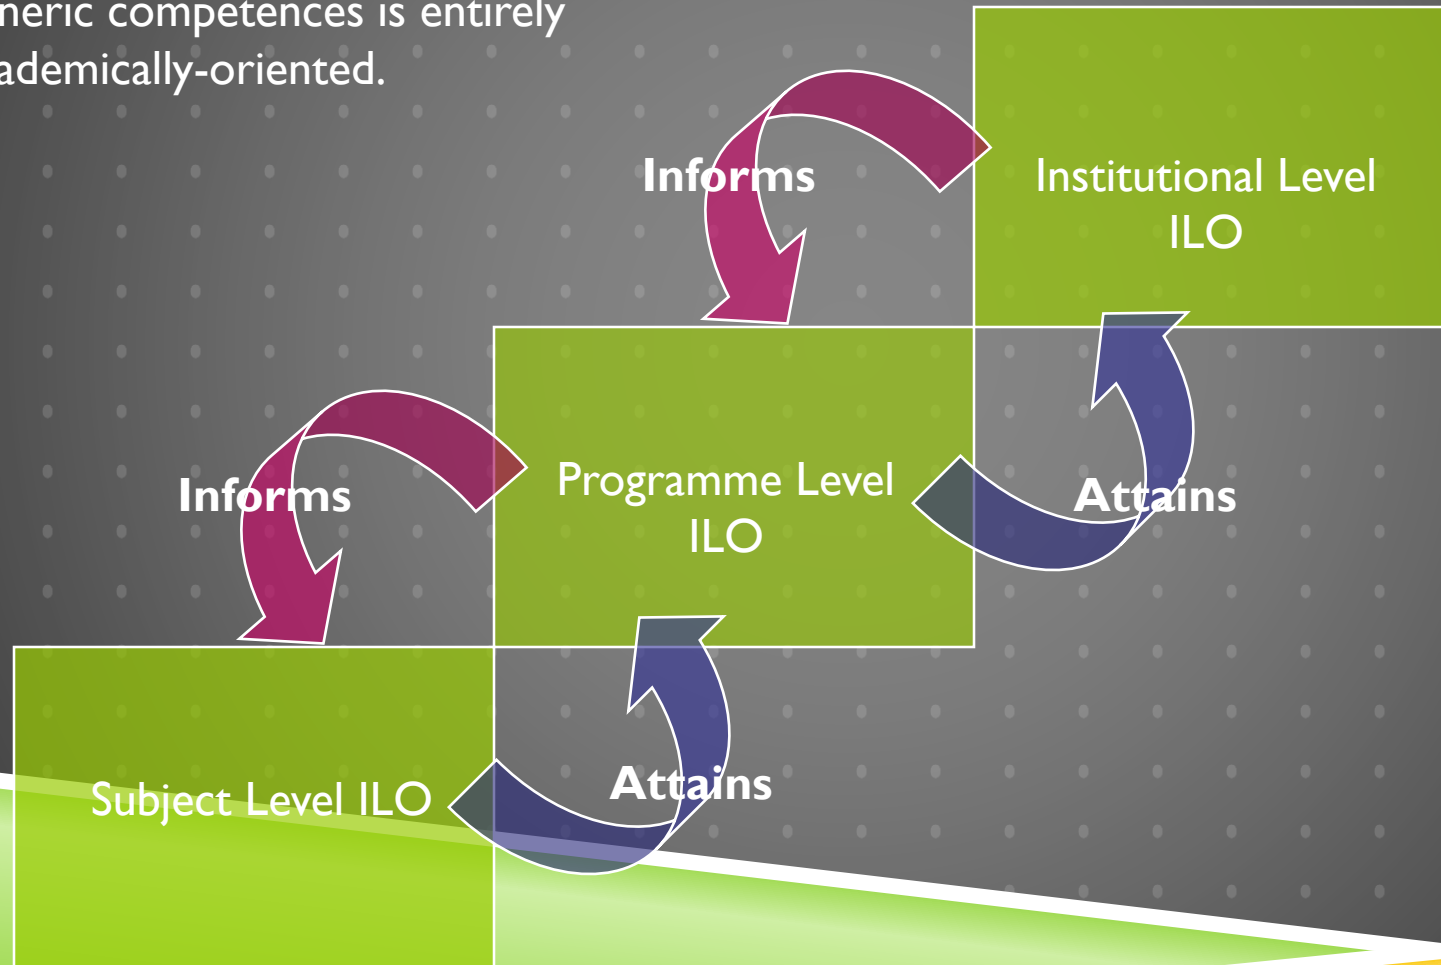 neric competences is entirely
ademically-oriented.
Informs
Institutional Level
ILO
Informs
Programme Level
ILO
Attains
Subject Level ILO
Attains